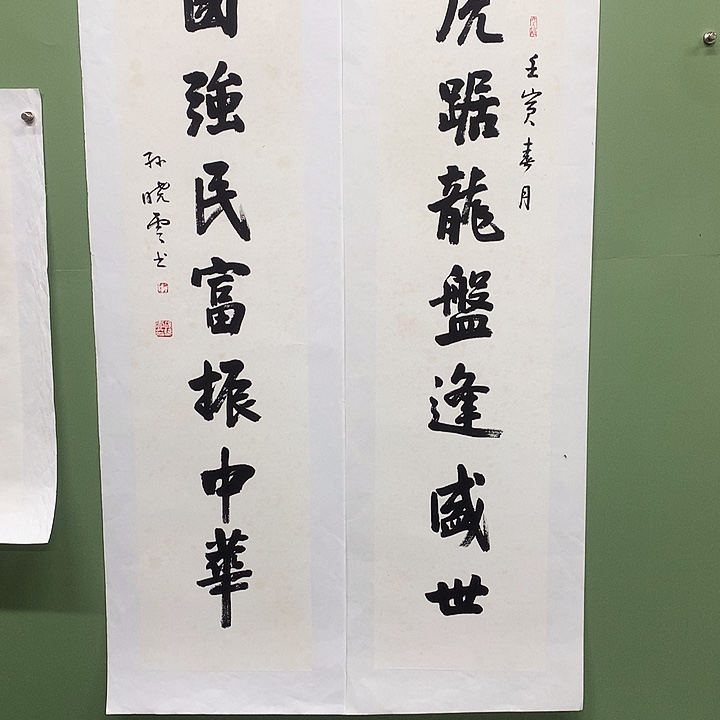 壬寅春月
虎踞龍盤逢盛世
國強民富振中華
孙晓雲书